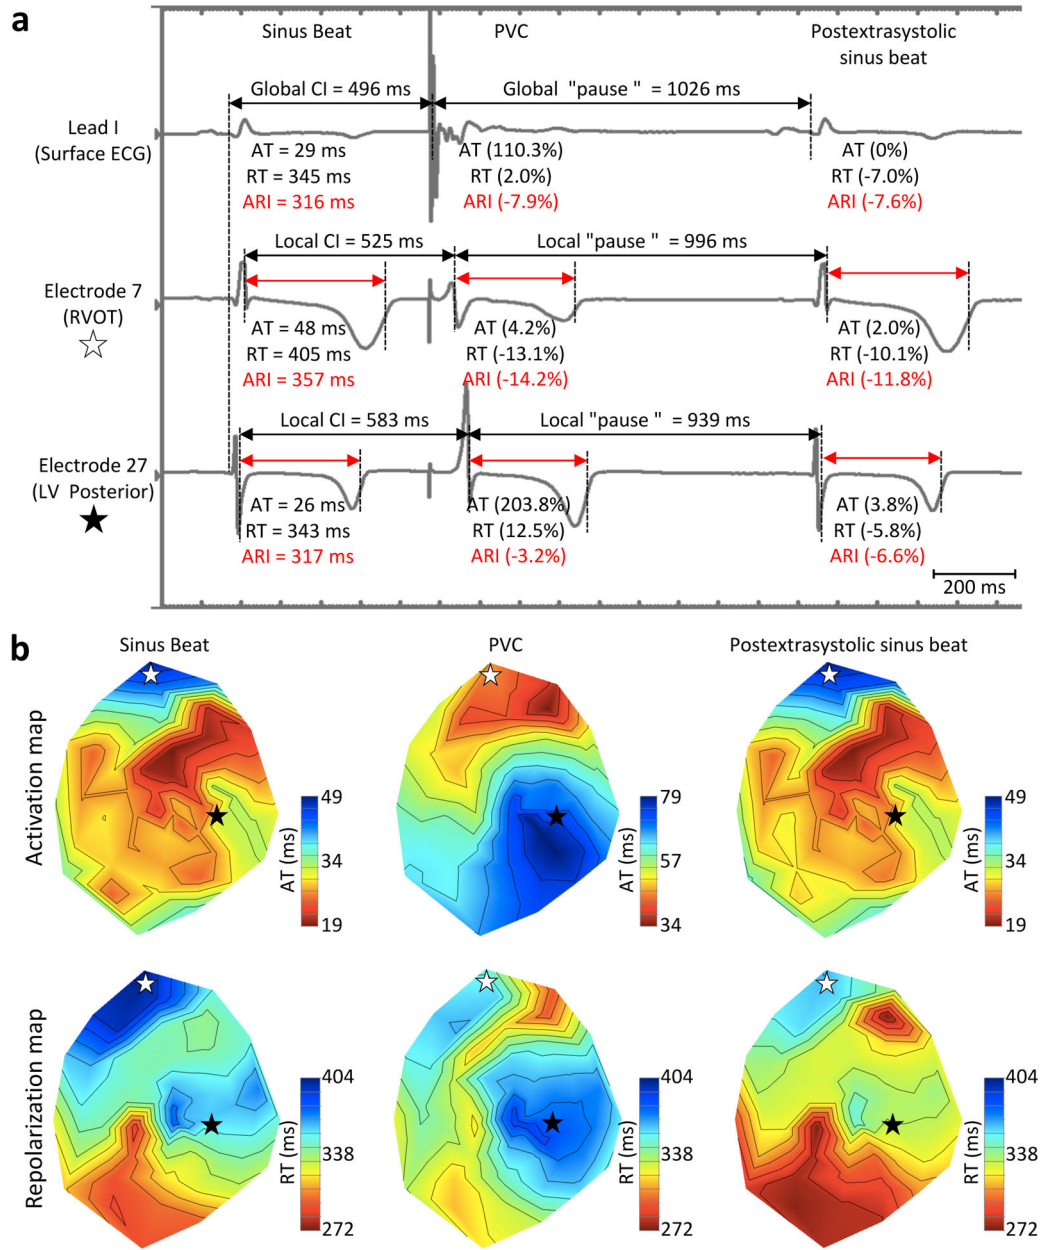 a
Sinus Beat
PVC
Postextrasystolic
sinus beat
Global CI = 496 ms
Global "pause " = 1026 ms
Lead I
(Surface ECG)
AT = 29 ms
RT = 345 ms
ARI = 316 ms
AT (110.3%)
RT (2.0%)
ARI (-7.9%)
AT (0%)
RT (-7.0%)
ARI (-7.6%)
Local CI = 525 ms
Local "pause " = 996 ms
Electrode 7
(RVOT)
AT = 48 ms
RT = 405 ms
ARI = 357 ms
AT (4.2%)
RT (-13.1%)
ARI (-14.2%)
AT (2.0%)
RT (-10.1%)
ARI (-11.8%)
Local CI = 583 ms
Local "pause " = 939 ms
Electrode 27
(LV Posterior)
AT = 26 ms
RT = 343 ms
ARI = 317 ms
AT (203.8%)
RT (12.5%)
ARI (-3.2%)
AT (3.8%)
RT (-5.8%)
ARI (-6.6%)
200 ms
b
Sinus Beat
PVC
Postextrasystolic sinus beat
Activation map
AT (ms)
49
34
19
AT (ms)
79
57
34
AT (ms)
49
34
19
Repolarization map
RT (ms)
404
338
272
RT (ms)
404
338
272
RT (ms)
404
338
272